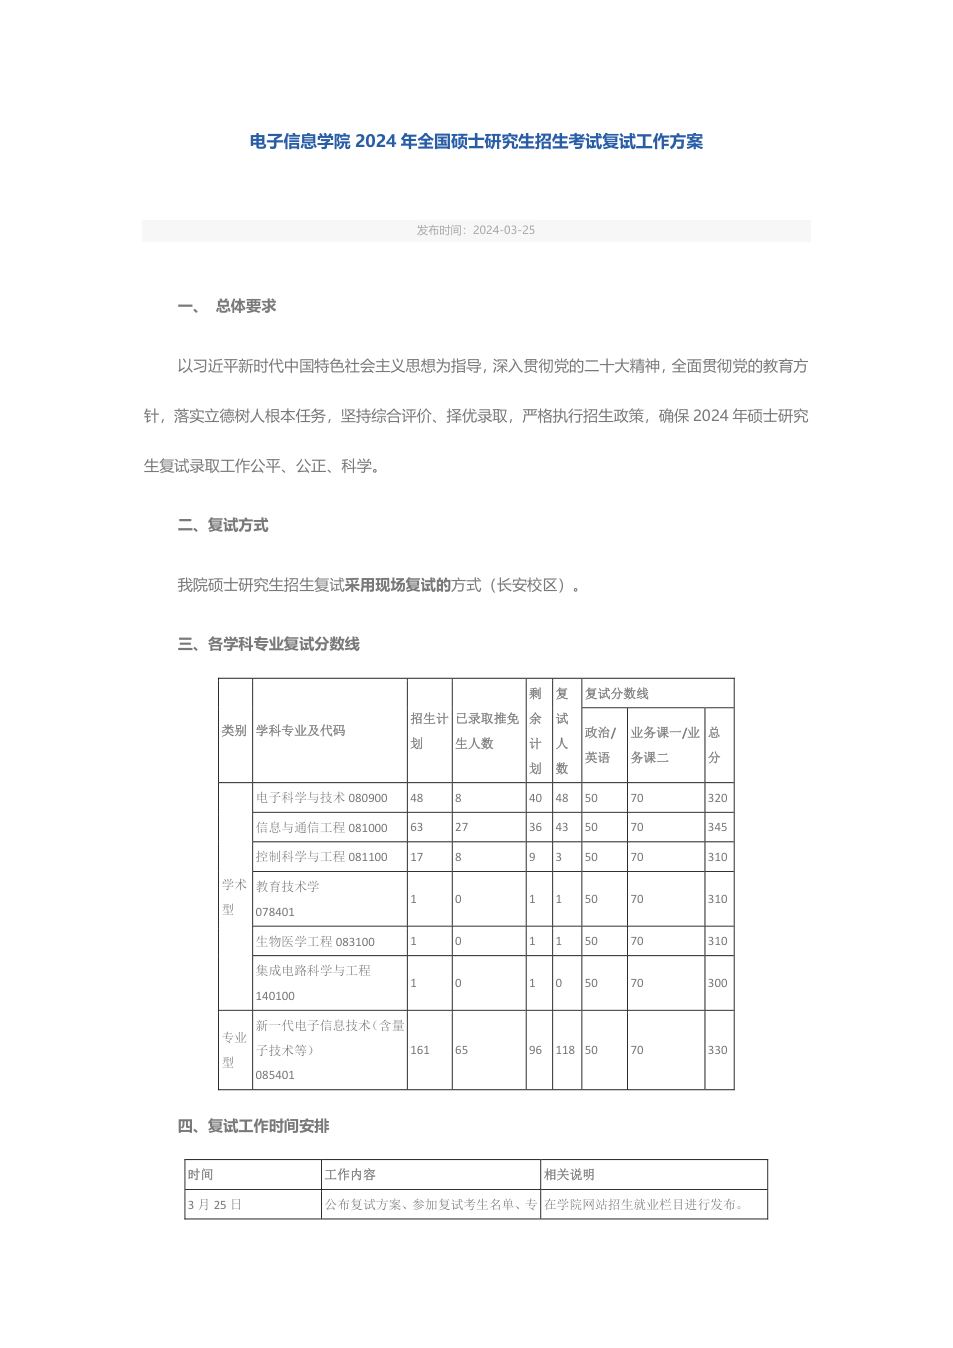 电子信息学院 2024 年全国硕士研究生招生考试复试工作方案
发布时间：2024-03-25
一、 总体要求
以习近平新时代中国特色社会主义思想为指导，深入贯彻党的二十大精神，全面贯彻党的教育方
针，落实立德树人根本任务，坚持综合评价、择优录取，严格执行招生政策，确保 2024 年硕士研究
生复试录取工作公平、公正、科学。
二、复试方式
我院硕士研究生招生复试采用现场复试的方式（长安校区）。
三、各学科专业复试分数线
类别 学科专业及代码 招生计划 已录取推免生人数 剩余计划 复试人数 复试分数线
政治/英语 业务课一/业务课二 总分
学术型
电子科学与技术 080900 48 8 40 48 50 70 320
信息与通信工程 081000 63 27 36 43 50 70 345
控制科学与工程 081100 17 8 9 3 50 70 310
教育技术学
078401 1 0 1 1 50 70 310
生物医学工程 083100 1 0 1 1 50 70 310
集成电路科学与工程
140100 1 0 1 0 50 70 300
专业型
新一代电子信息技术（含量
子技术等）
085401 161 65 96 118 50 70 330
四、复试工作时间安排
时间 工作内容 相关说明
3 月 25 日 公布复试方案、参加复试考生名单、专 在学院网站招生就业栏目进行发布。